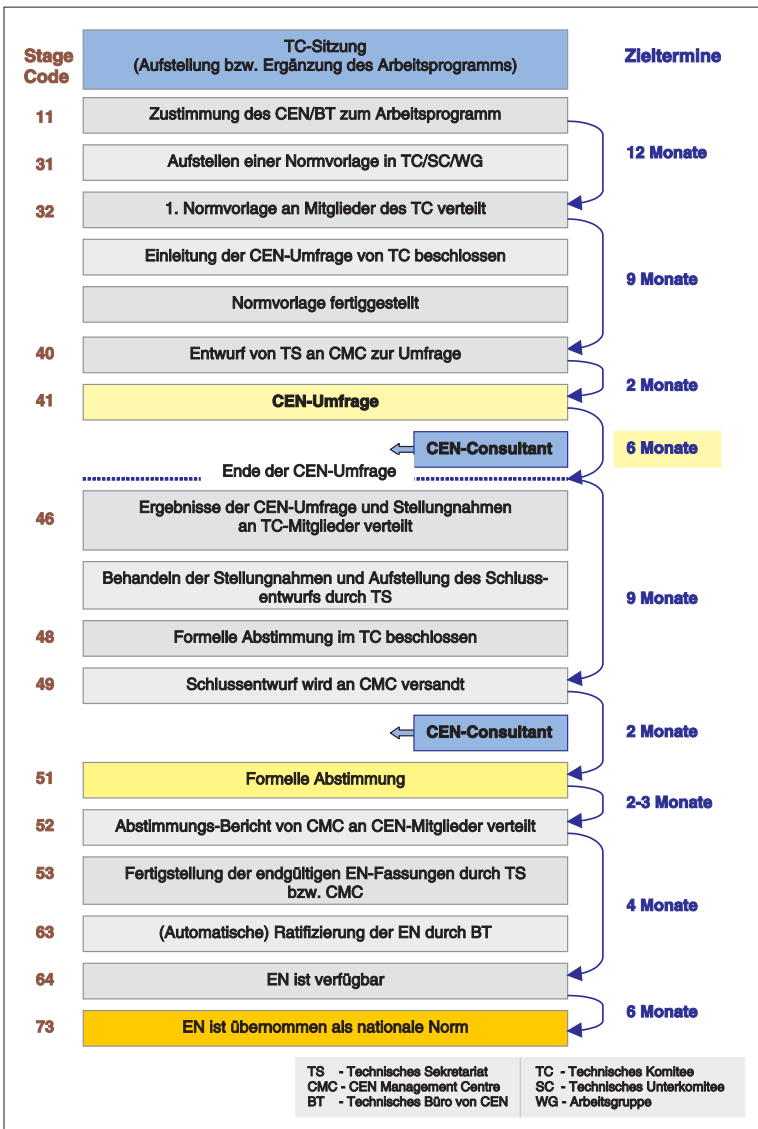 Stage Code
TC-Sitzung
(Aufstellung bzw. Ergänzung des Arbeitsprogramms)
Zieltermine
11
Zustimmung des CEN/BT zum Arbeitsprogramm
12 Monate
31
Aufstellen einer Normvorlage in TC/SC/WG
32
1. Normvorlage an Mitglieder des TC verteilt
Einleitung der CEN-Umfrage von TC beschlossen
9 Monate
Normvorlage fertiggestellt
40
Entwurf von TS an CMC zur Umfrage
2 Monate
41
CEN-Umfrage
CEN-Consultant
6 Monate
Ende der CEN-Umfrage
46
Ergebnisse der CEN-Umfrage und Stellungnahmen
an TC-Mitglieder verteilt
Behandeln der Stellungnahmen und Aufstellung des Schluss-
entwurfs durch TS
9 Monate
48
Formelle Abstimmung im TC beschlossen
49
Schlussentwurf wird an CMC versandt
CEN-Consultant
2 Monate
51
Formelle Abstimmung
2-3 Monate
52
Abstimmungs-Bericht von CMC an CEN-Mitglieder verteilt
53
Fertigstellung der endgültigen EN-Fassungen durch TS
bzw. CMC
4 Monate
63
(Automatische) Ratifizierung der EN durch BT
64
EN ist verfügbar
6 Monate
73
EN ist übernommen als nationale Norm
TS - Technisches Sekretariat
CMC - CEN Management Centre
BT - Technisches Büro von CEN
TC - Technisches Komitee
SC - Technisches Unterkomitee
WG - Arbeitsgruppe